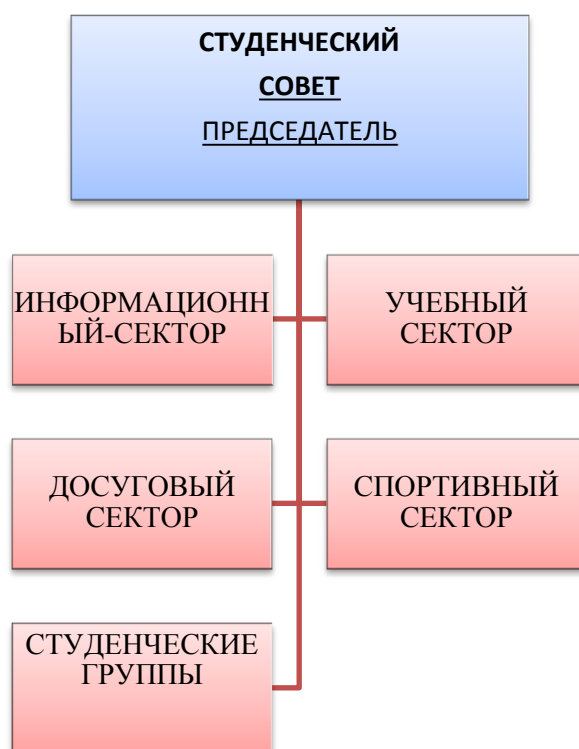 СТУДЕНЧЕСКИЙ
СОВЕТ
ПРЕДСЕДАТЕЛЬ
ИНФОРМАЦИОНН
ЫЙ-СЕКТОР
УЧЕБНЫЙ
СЕКТОР
ДОСУГОВЫЙ
СЕКТОР
СПОРТИВНЫЙ
СЕКТОР
СТУДЕНЧЕСКИЕ
ГРУППЫ